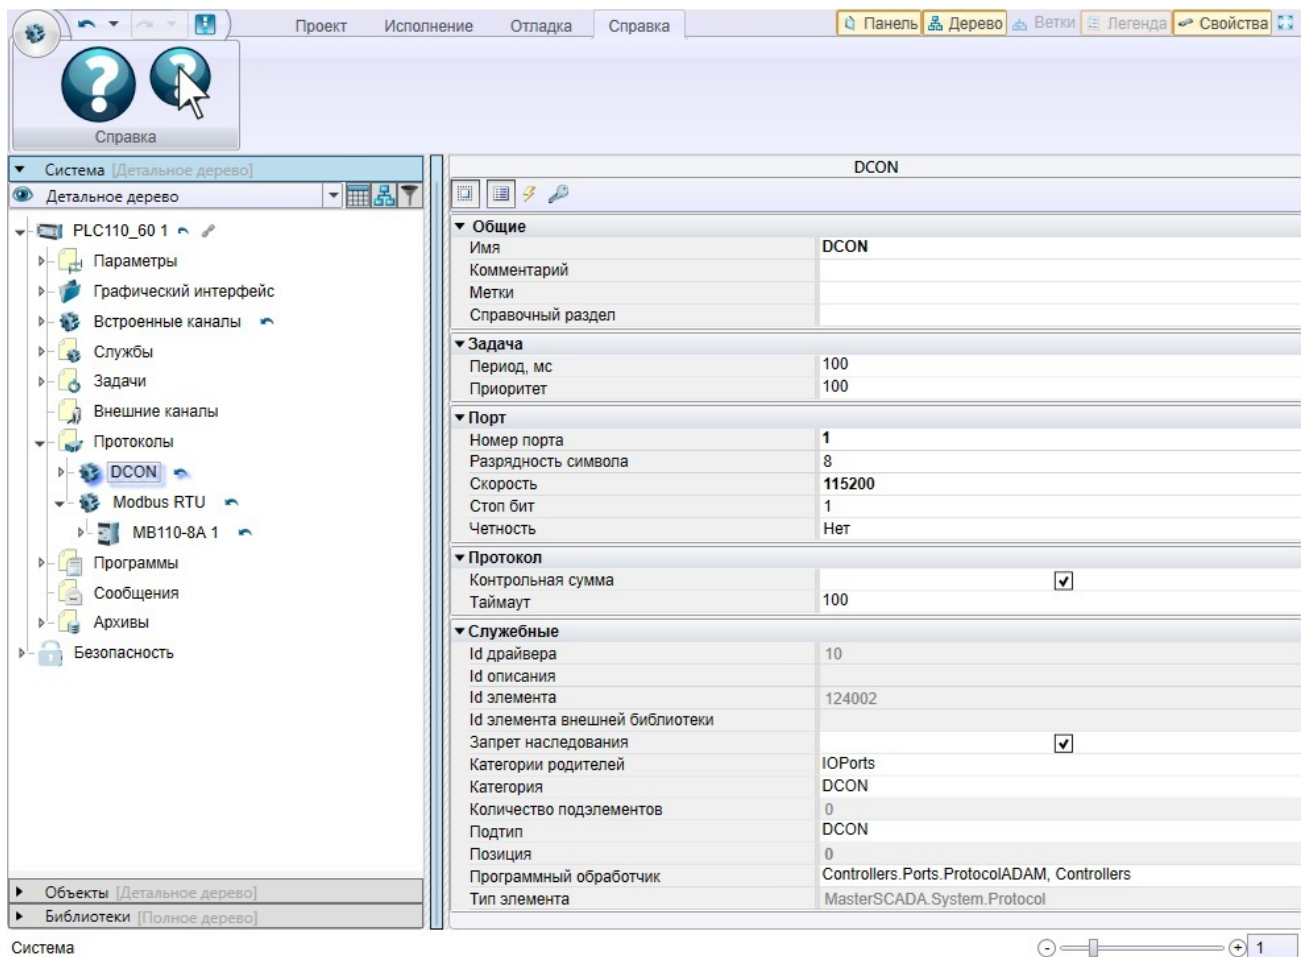 Проект Исполнение Отладка Справка Панель Дерево Ветки Легенда Свойства
Справка
Система [Детальное дерево]
Детальное дерево
PLC110_60 1
Параметры
Графический интерфейс
Встроенные каналы
Службы
Задачи
Внешние каналы
Протоколы
DCON
Modbus RTU
МВ110-8А 1
Программы
Сообщения
Архивы
Безопасность
Объекты [Детальное дерево]
Библиотеки [Полное дерево]
DCON
Общие
Имя DCON
Комментарий
Метки
Справочный раздел
Задача
Период, мс 100
Приоритет 100
Порт
Номер порта 1
Разрядность символа 8
Скорость 115200
Стоп бит 1
Четность Нет
Протокол
Контрольная сумма
Таймаут 100
Служебные
Id драйвера 10
Id описания
Id элемента 124002
Id элемента внешней библиотеки
Запрет наследования
Категории родителей IOPorts
Категория DCON
Количество подэлементов 0
Подтип DCON
Позиция 0
Программный обработчик Controllers.Ports.ProtocolADAM, Controllers
Тип элемента MasterSCADA.System.Protocol
Система 1